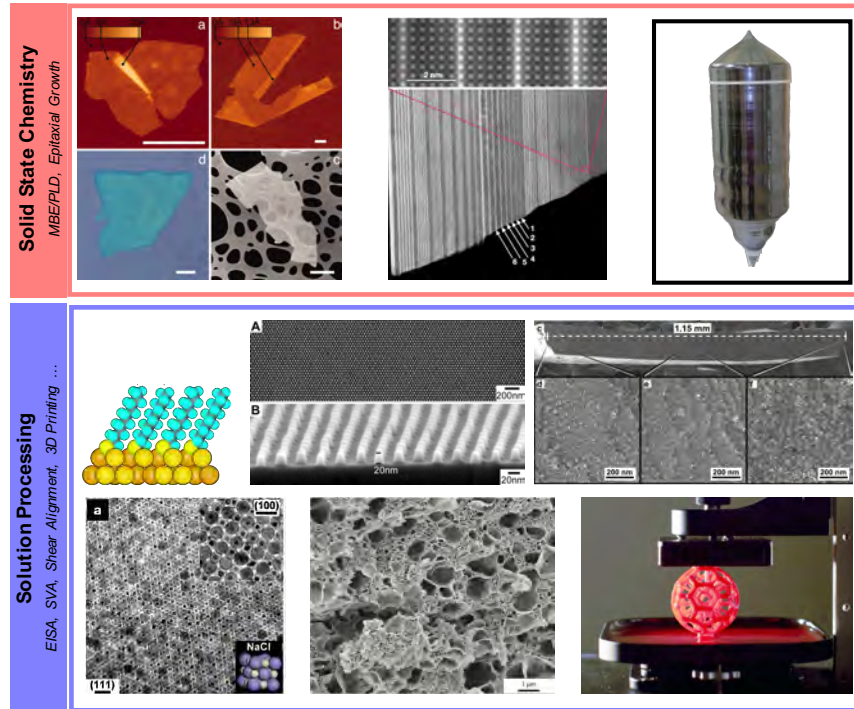 Solid State Chemistry
MBE/PLD, Epitaxial Growth
a
b
d
c
2 nm
1
2
3
4
5
6
Solution Processing
EISA, SVA, Shear Alignment, 3D Printing ...
A
200nm
B
20nm
20nm
c
1.15 mm
d
e
f
200 nm
200 nm
200 nm
a
(100)
NaCl
(111)
1 µm